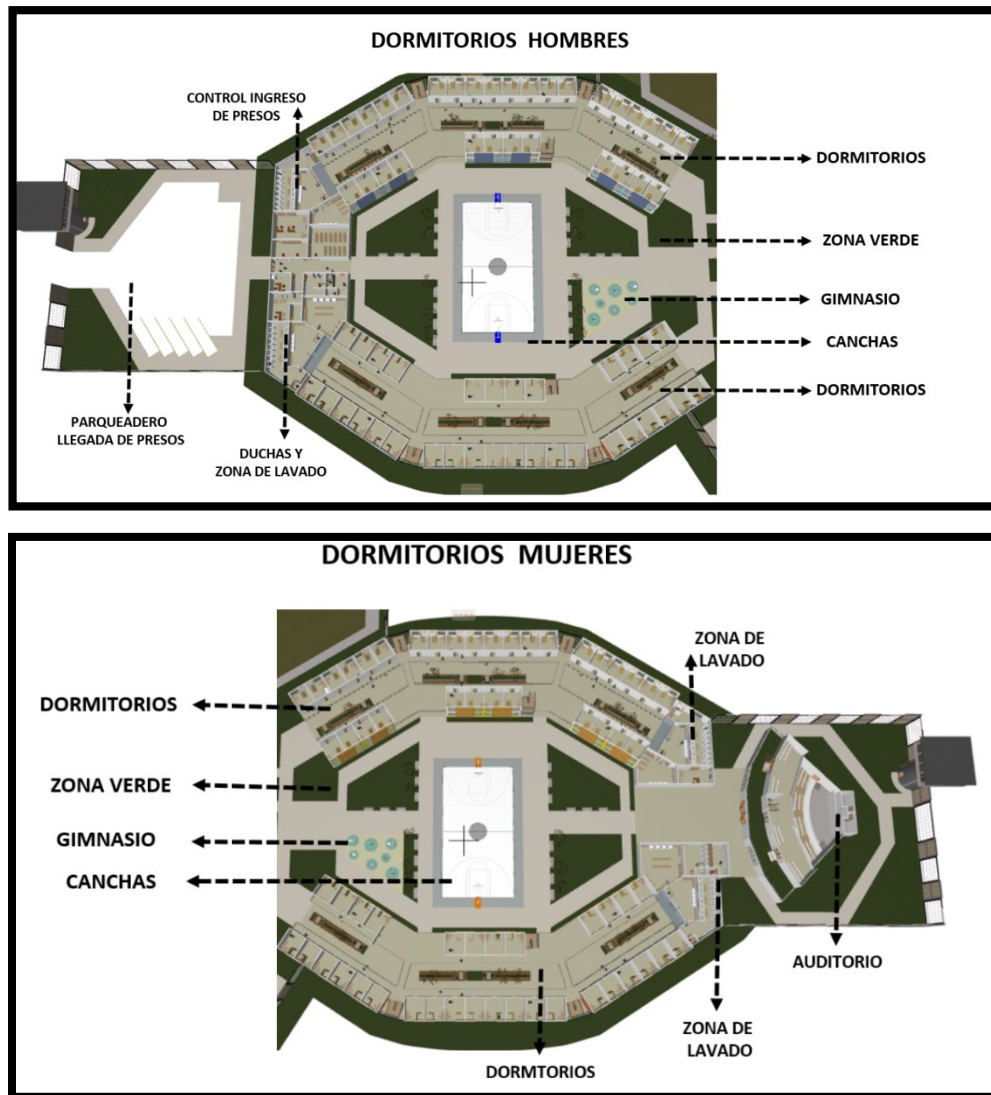 DORMITORIOS HOMBRES
CONTROL INGRESO
DE PRESOS
DORMITORIOS
ZONA VERDE
GIMNASIO
CANCHAS
DORMITORIOS
PARQUEADERO
LLEGADA DE PRESOS
DUCHAS Y
ZONA DE LAVADO
DORMITORIOS MUJERES
ZONA DE
LAVADO
DORMITORIOS
ZONA VERDE
GIMNASIO
CANCHAS
AUDITORIO
ZONA DE
LAVADO
DORMTORIOS